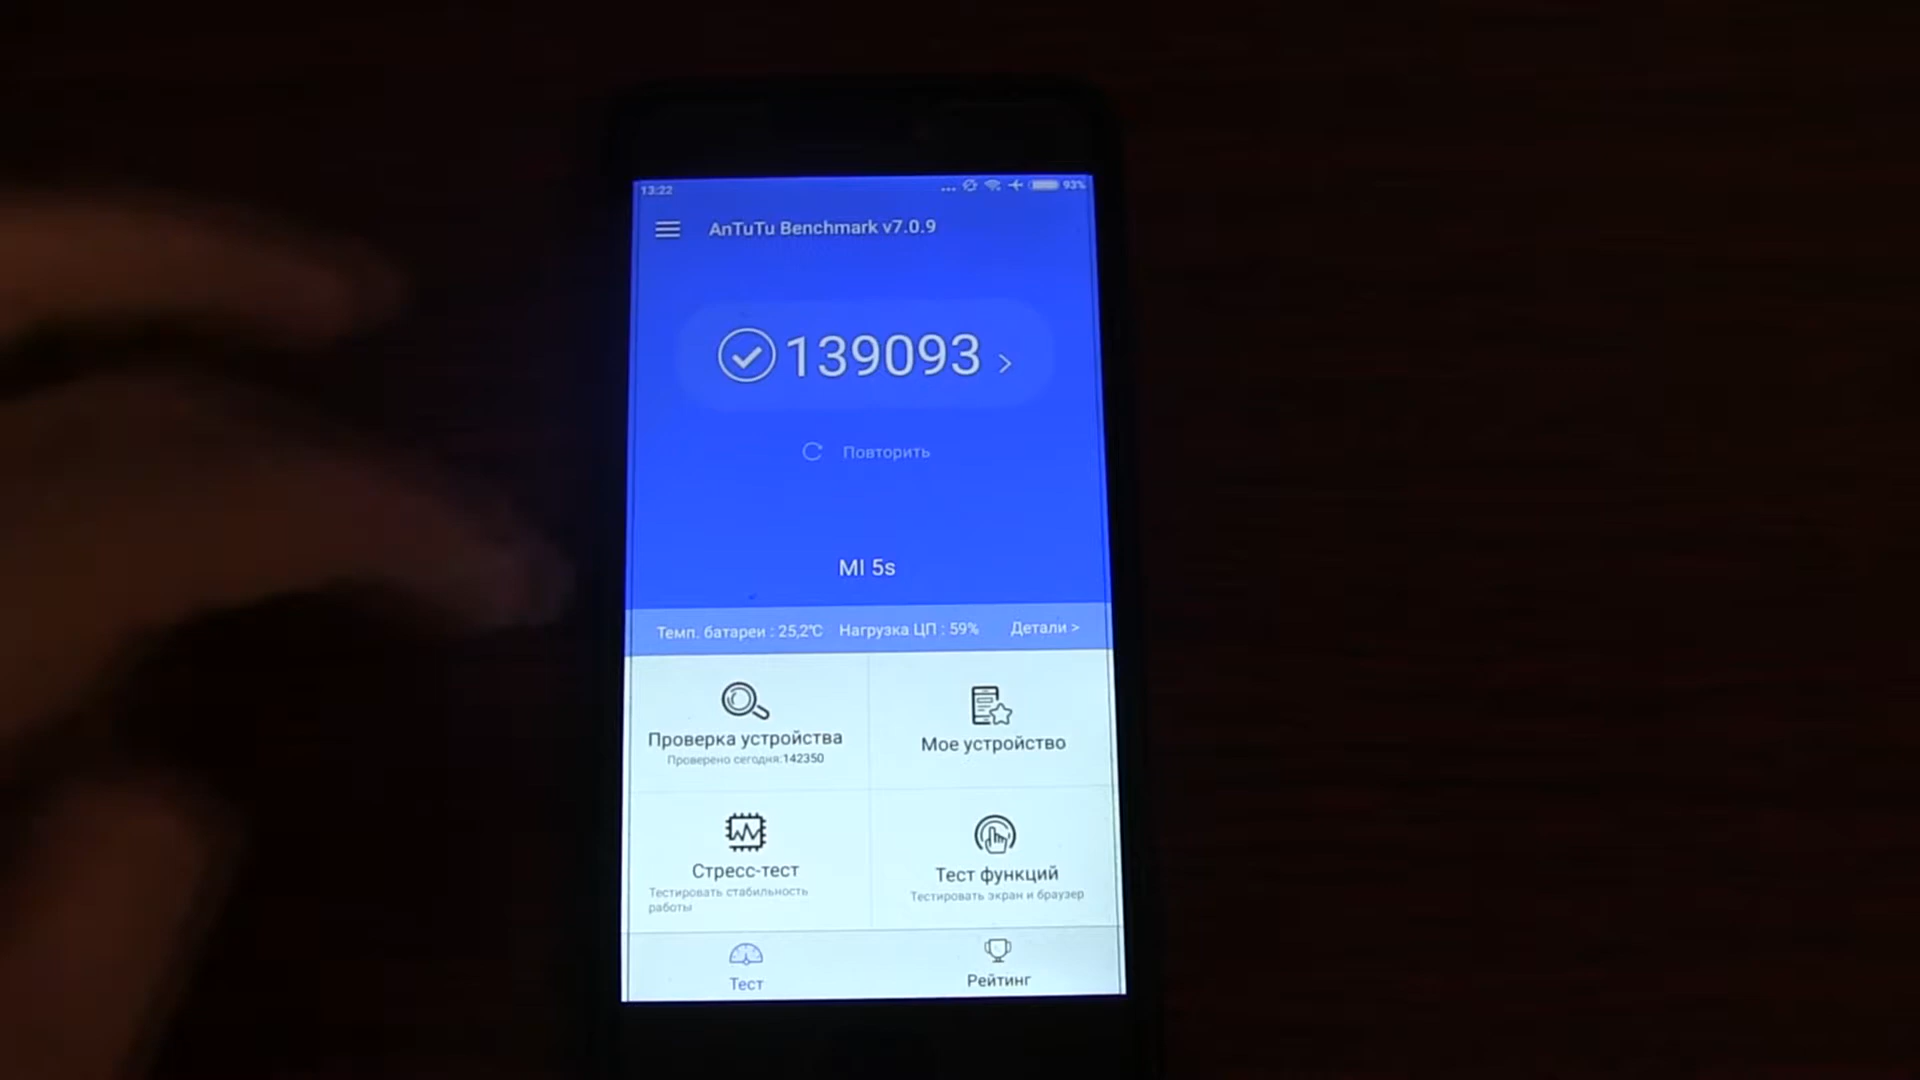 13:22
... 93%
AnTuTu Benchmark v7.0.9
139093 >
Повторить
MI 5s
Темп. батареи : 25,2℃ Нагрузка ЦП : 59% Детали >
Проверка устройства
Проверено сегодня:142350
Мое устройство
Стресс-тест
Тестировать стабильность
работы
Тест функций
Тестировать экран и браузер
Тест
Рейтинг